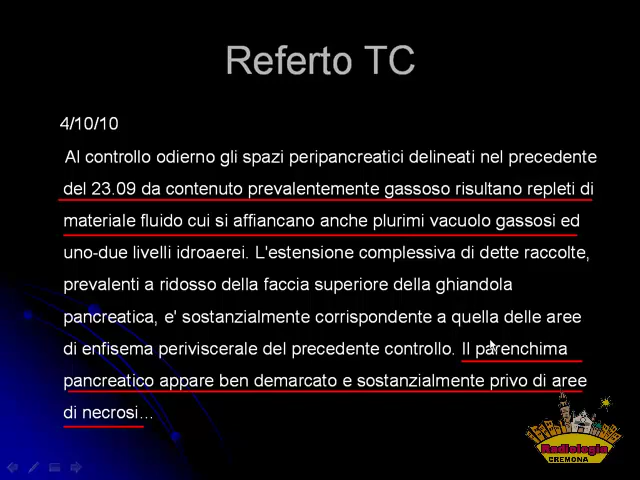 Referto TC
4/10/10
Al controllo odierno gli spazi peripancreatici delineati nel precedente
del 23.09 da contenuto prevalentemente gassoso risultano repleti di
materiale fluido cui si affiancano anche plurimi vacuolo gassosi ed
uno-due livelli idroaerei. L'estensione complessiva di dette raccolte,
prevalenti a ridosso della faccia superiore della ghiandola
pancreatica, e' sostanzialmente corrispondente a quella delle aree
di enfisema periviscerale del precedente controllo. Il parenchima
pancreatico appare ben demarcato e sostanzialmente privo di aree
di necrosi...
Radiologia
CREMONA